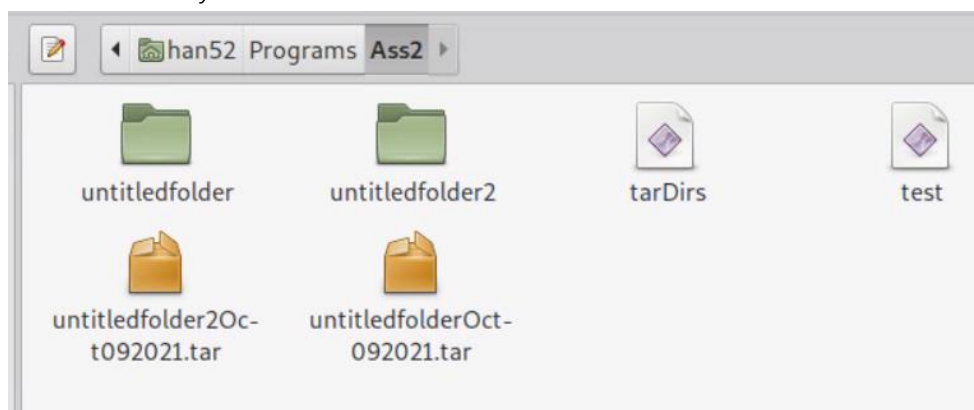 han52 Programs Ass2
untitledfolder
untitledfolder2
tarDirs
test
untitledfolder2Oc-
t092021.tar
untitledfolderOct-
092021.tar